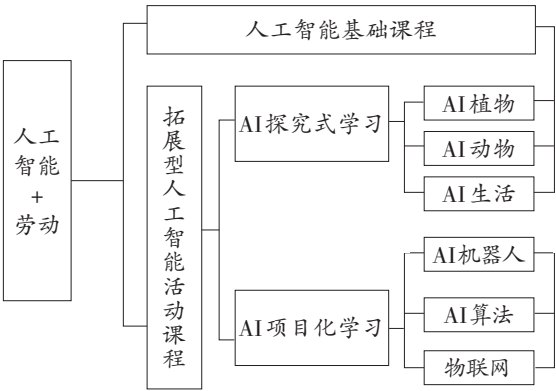 人工
智能
+
劳动
人工智能基础课程
拓展型人工智能活动课程
AI探究式学习
AI植物
AI动物
AI生活
AI项目化学习
AI机器人
AI算法
物联网